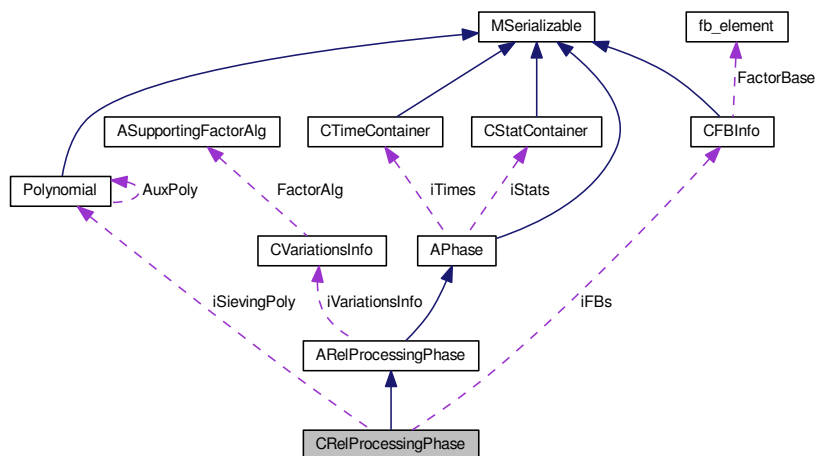 MSerializable
fb_element
FactorBase
ASupportingFactorAlg
CTimeContainer
CStatContainer
CFBInfo
Polynomial
AuxPoly
FactorAlg
iTimes
iStats
CVariationsInfo
APhase
iSievingPoly
iVariationsInfo
iFBs
ARelProcessingPhase
CRelProcessingPhase